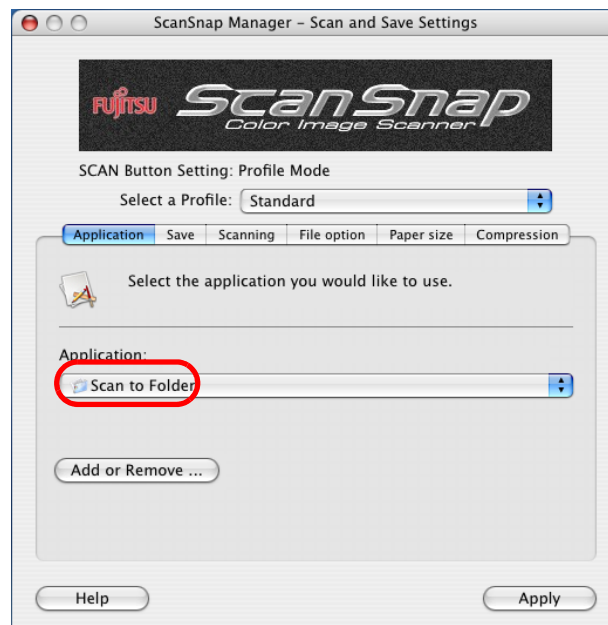 ScanSnap Manager – Scan and Save Settings
FUJITSU ScanSnap
Color Image Scanner
SCAN Button Setting: Profile Mode
Select a Profile: Standard
Application Save Scanning File option Paper size Compression
Select the application you would like to use.
Application:
Scan to Folder
Add or Remove ...
Help Apply